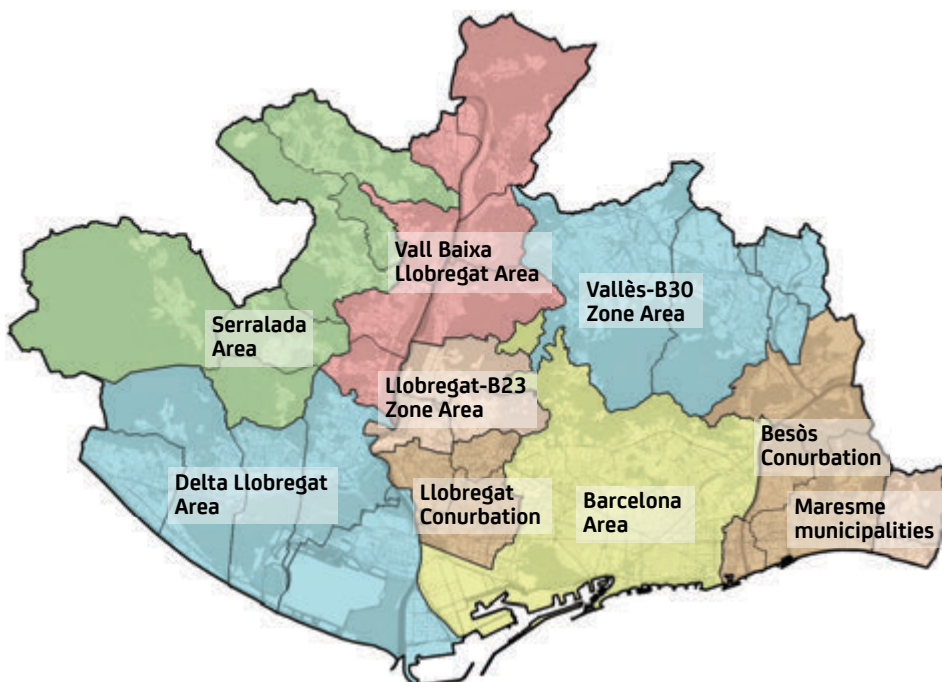 Vall Baixa
Llobregat Area
Vallès-B30
Zone Area
Serralada
Area
Llobregat-B23
Zone Area
Besòs
Conurbation
Delta Llobregat
Area
Llobregat
Conurbation
Barcelona
Area
Maresme
municipalities